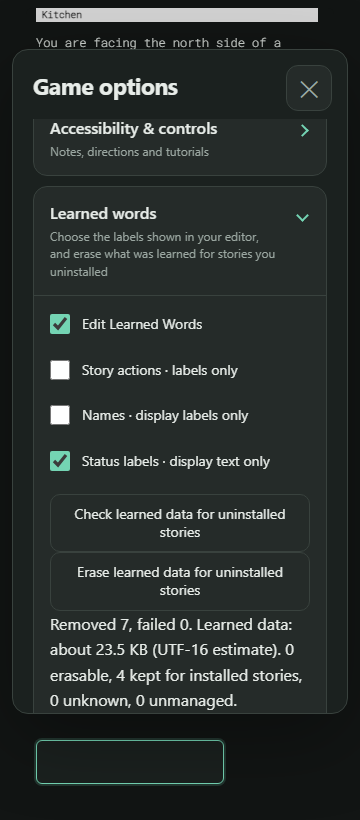 Kitchen
You are facing the north side of a
Game options
Accessibility & controls
Notes, directions and tutorials
Learned words
Choose the labels shown in your editor,
and erase what was learned for stories you
uninstalled
Edit Learned Words
Story actions · labels only
Names · display labels only
Status labels · display text only
Check learned data for uninstalled
stories
Erase learned data for uninstalled
stories
Removed 7, failed 0. Learned data:
about 23.5 KB (UTF-16 estimate). 0
erasable, 4 kept for installed stories,
0 unknown, 0 unmanaged.